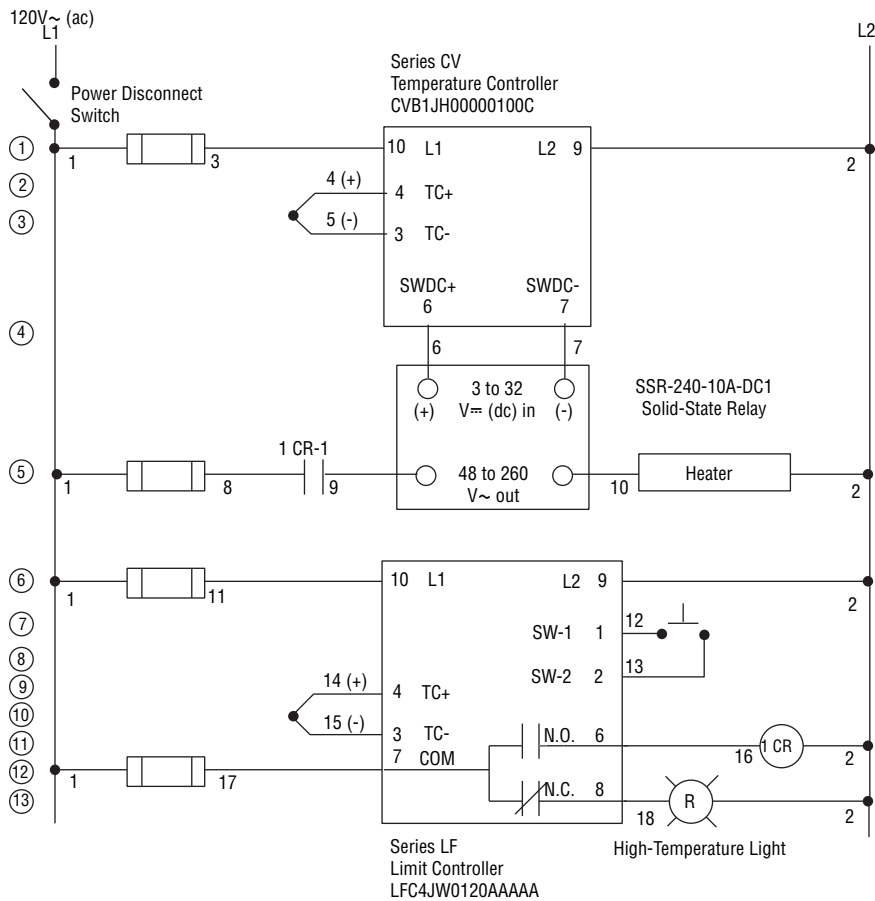 120V~ (ac)
L1
L2
Power Disconnect
Switch
Series CV
Temperature Controller
CVB1JH00000100C
1
1
3
10 L1
L2 9
2
2
4 (+)
4 TC+
3
5 (-)
3 TC-
SWDC+
6
SWDC-
7
4
6
7
3 to 32
V⎓ (dc) in
(+)
(-)
SSR-240-10A-DC1
Solid-State Relay
1 CR-1
5
1
8
9
48 to 260
V~ out
10
Heater
2
6
1
11
10 L1
L2 9
2
7
SW-1 1
12
8
SW-2 2
13
9
14 (+)
4 TC+
10
15 (-)
3 TC-
11
7 COM
N.O. 6
16
1 CR
2
12
1
17
13
N.C. 8
18
R
2
High-Temperature Light
Series LF
Limit Controller
LFC4JW0120AAAAA